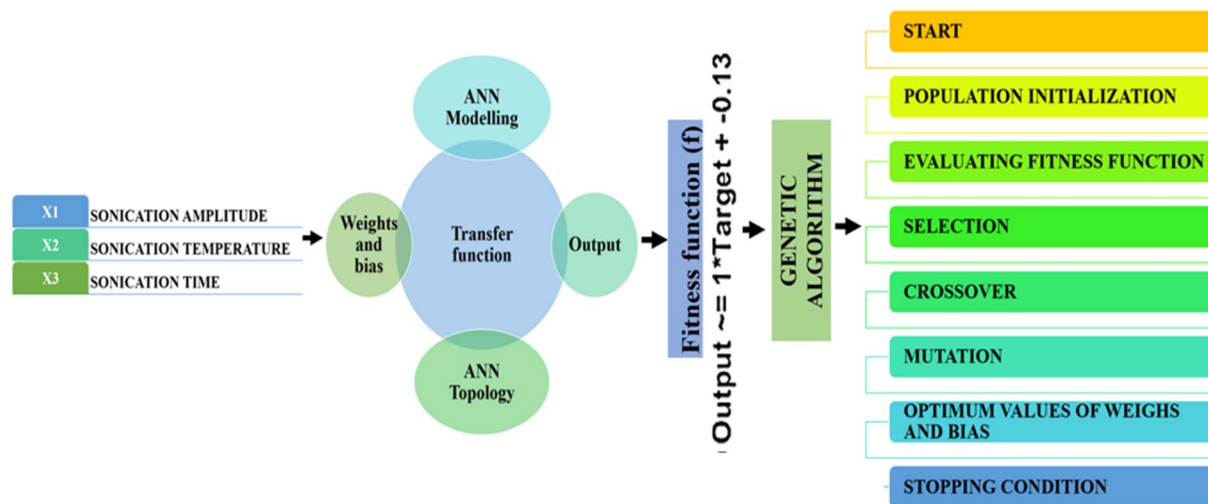 X1 SONICATION AMPLITUDE
X2 SONICATION TEMPERATURE
X3 SONICATION TIME
ANN
Modelling
Weights
and
bias
Transfer
function
Output
ANN
Topology
Fitness function (f)
Output ~= 1*Target + -0.13
GENETIC
ALGORITHM
START
POPULATION INITIALIZATION
EVALUATING FITNESS FUNCTION
SELECTION
CROSSOVER
MUTATION
OPTIMUM VALUES OF WEIGHS
AND BIAS
STOPPING CONDITION